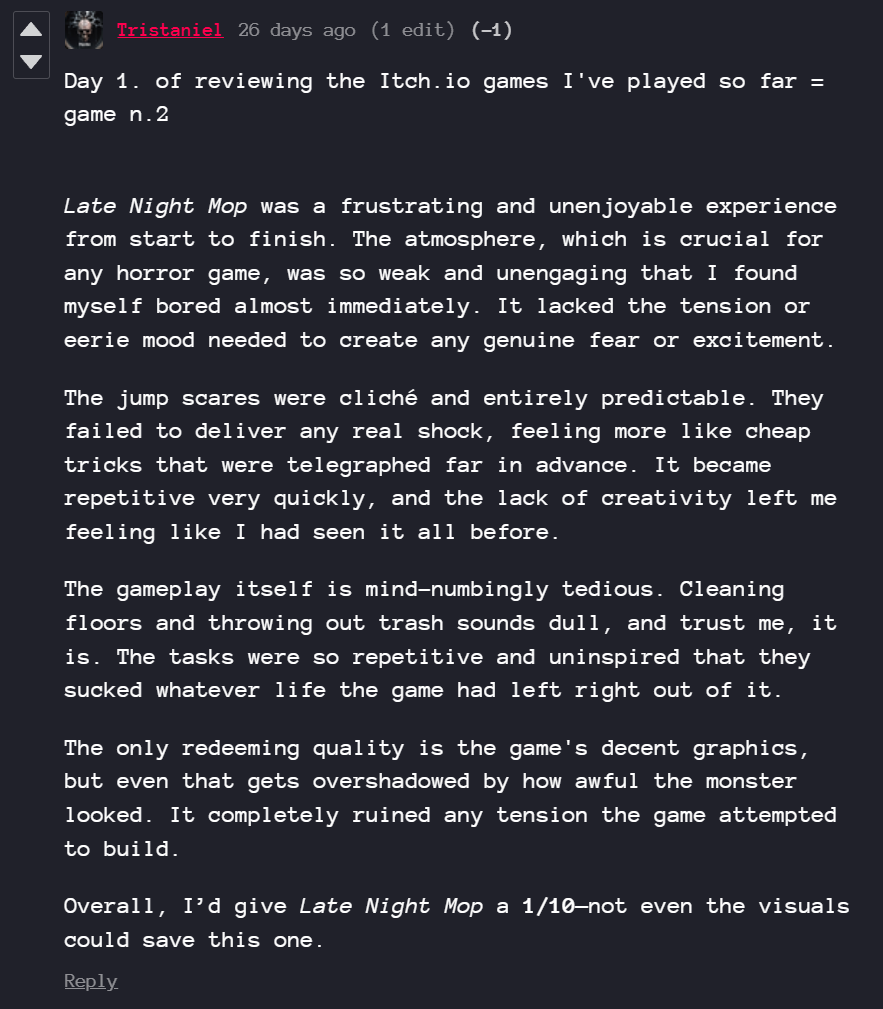 Tristaniel 26 days ago (1 edit) (-1)
Day 1. of reviewing the Itch.io games I've played so far =
game n.2
Late Night Mop was a frustrating and unenjoyable experience
from start to finish. The atmosphere, which is crucial for
any horror game, was so weak and unengaging that I found
myself bored almost immediately. It lacked the tension or
eerie mood needed to create any genuine fear or excitement.
The jump scares were cliché and entirely predictable. They
failed to deliver any real shock, feeling more like cheap
tricks that were telegraphed far in advance. It became
repetitive very quickly, and the lack of creativity left me
feeling like I had seen it all before.
The gameplay itself is mind-numbingly tedious. Cleaning
floors and throwing out trash sounds dull, and trust me, it
is. The tasks were so repetitive and uninspired that they
sucked whatever life the game had left right out of it.
The only redeeming quality is the game's decent graphics,
but even that gets overshadowed by how awful the monster
looked. It completely ruined any tension the game attempted
to build.
Overall, I’d give Late Night Mop a 1/10—not even the visuals
could save this one.
Reply